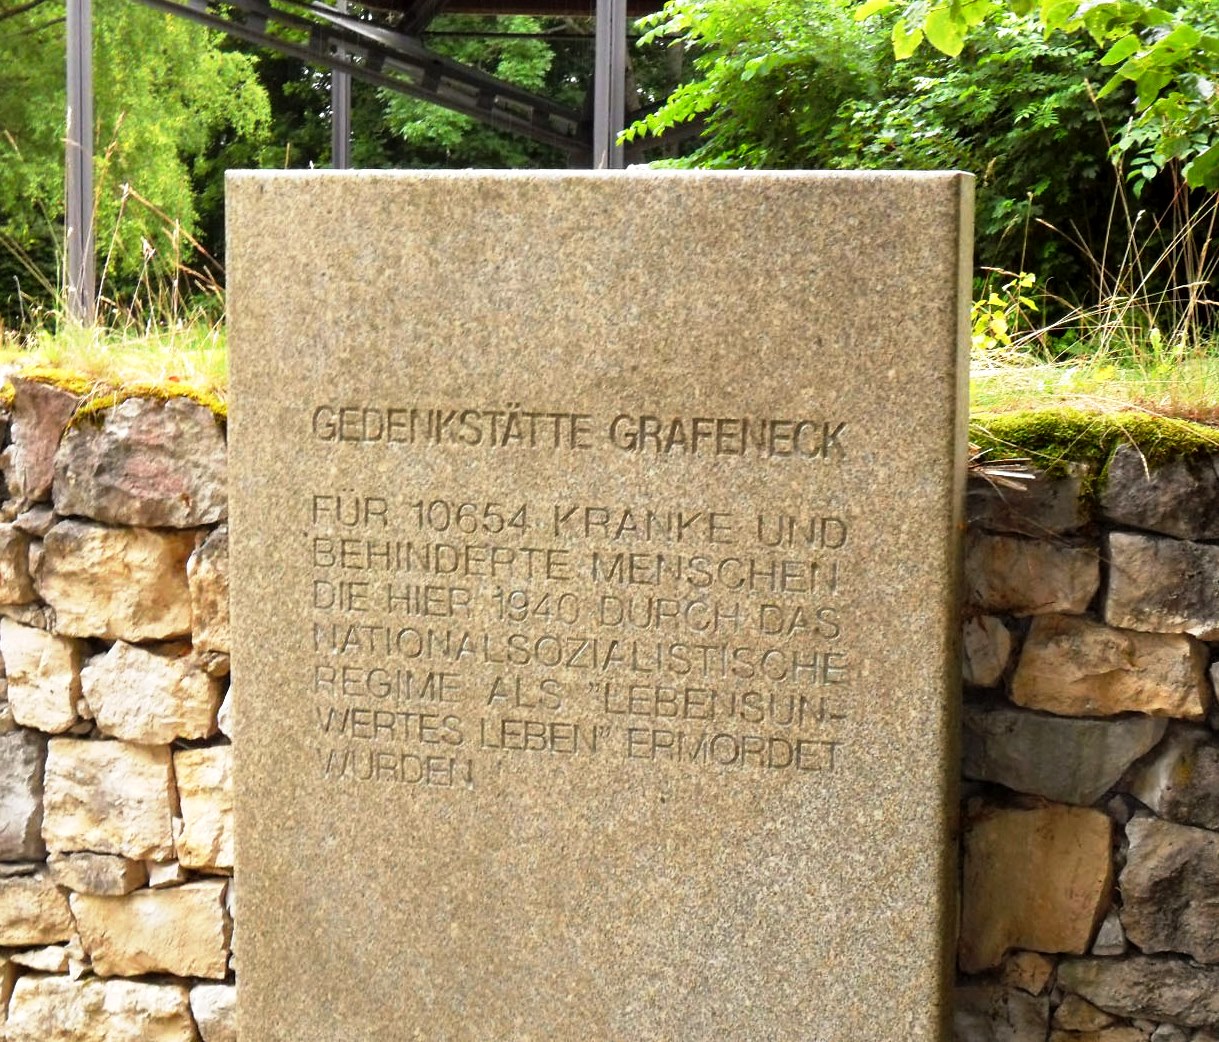 GEDENKSTÄTTE GRAFENECK
FÜR 10654 KRANKE UND
BEHINDERTE MENSCHEN
DIE HIER 1940 DURCH DAS
NATIONALSOZIALISTISCHE
REGIME ALS "LEBENSUN-
WERTES LEBEN" ERMORDET
WURDEN